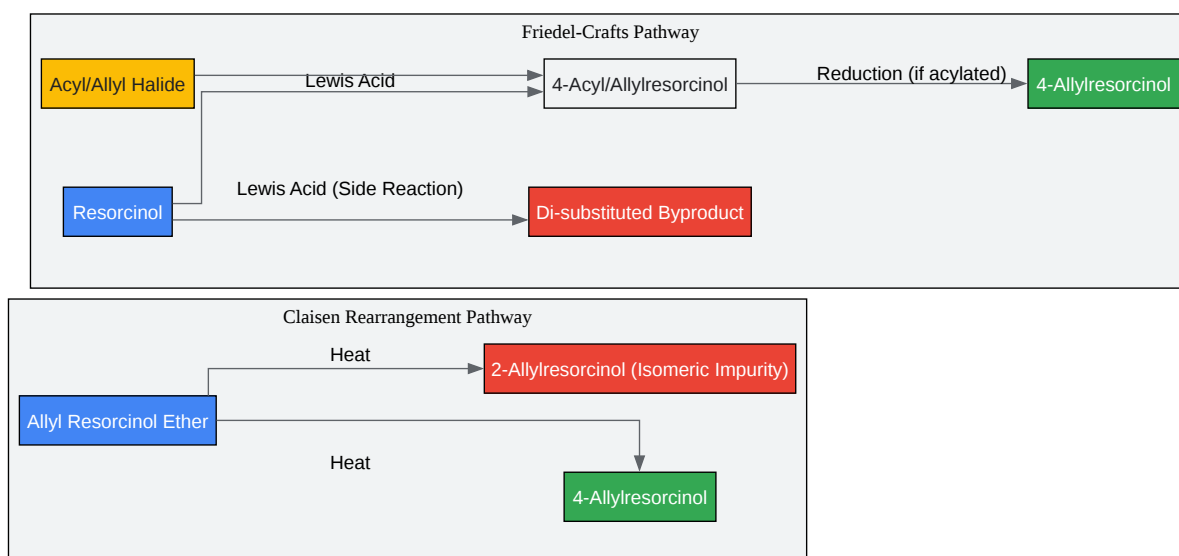 Friedel-Crafts Pathway
Acyl/Allyl Halide
Lewis Acid
4-Acyl/Allylresorcinol
Reduction (if acylated)
4-Allylresorcinol
Resorcinol
Lewis Acid (Side Reaction)
Di-substituted Byproduct
Claisen Rearrangement Pathway
Heat
2-Allylresorcinol (Isomeric Impurity)
Allyl Resorcinol Ether
Heat
4-Allylresorcinol